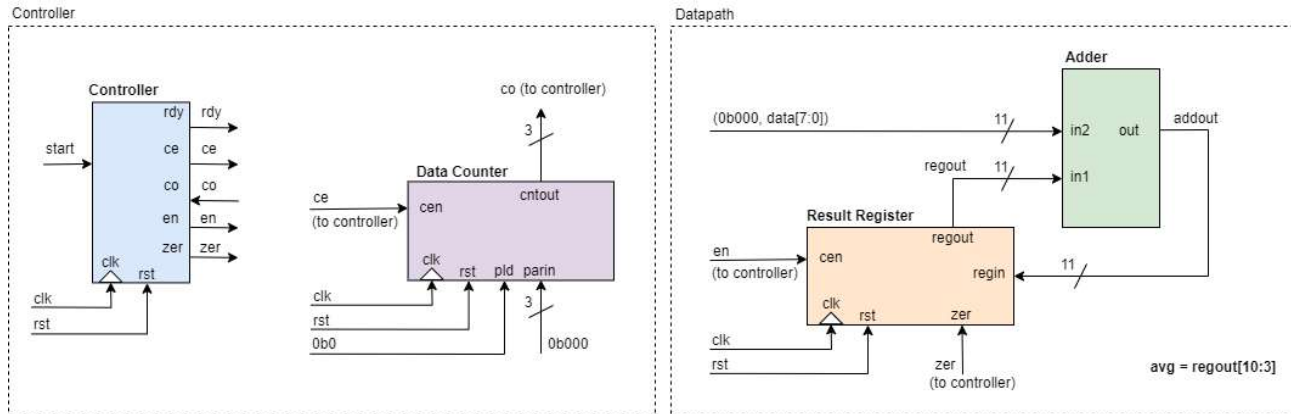 Controller
Controller
start
rdy
rdy
ce
ce
co
co
en
en
zer
zer
clk
rst
clk
rst
co (to controller)
3
Data Counter
cntout
ce
cen
(to controller)
clk
rst
pld
parin
clk
3
rst
0b0
0b000
Datapath
Adder
(0b000, data[7:0])
11
in2
out
addout
regout
11
in1
Result Register
regout
en
cen
(to controller)
regin
11
clk
rst
zer
clk
rst
zer
(to controller)
avg = regout[10:3]